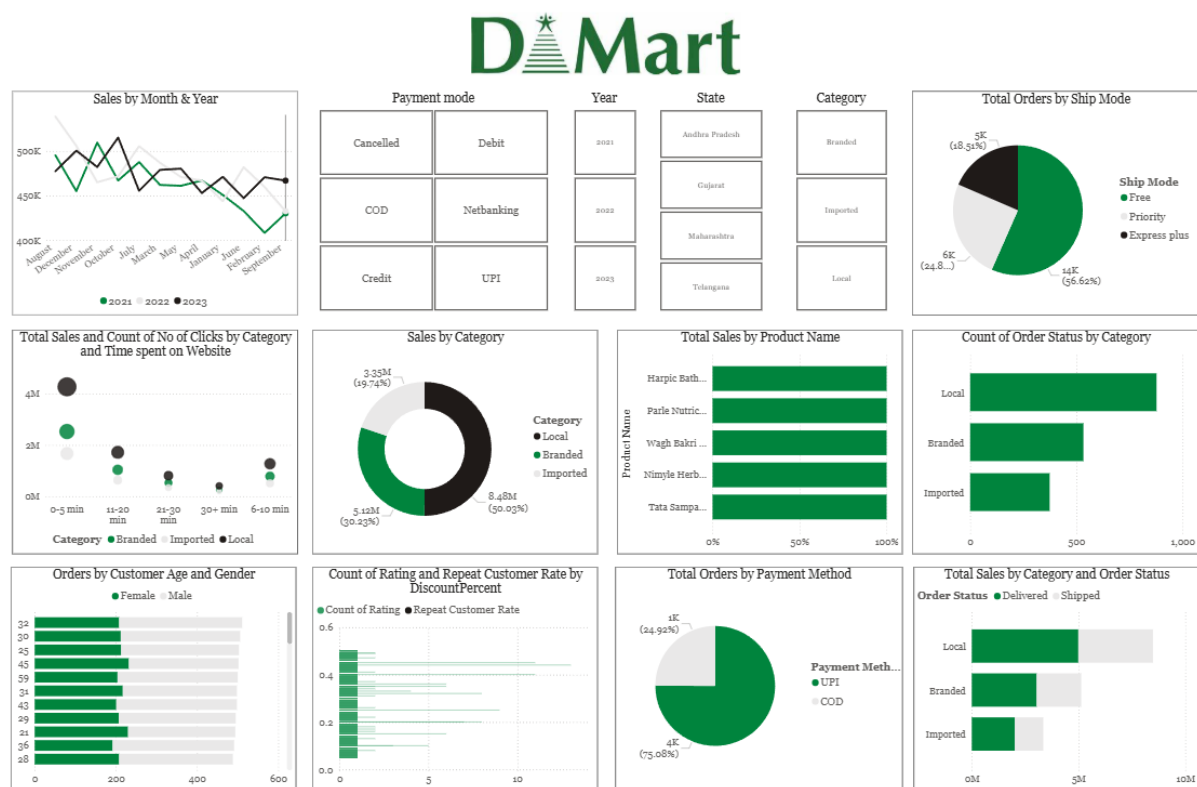 D Mart
Sales by Month & Year
500K
450K
400K
August
December
November
October
July
March
May
April
January
June
February
September
2021 2022 2023
Payment mode
Cancelled Debit
COD Netbanking
Credit UPI
Year
2021
2022
2023
State
Andhra Pradesh
Gujarat
Maharashtra
Telengana
Category
Branded
Imported
Local
Total Orders by Ship Mode
5K
(18.51%)
6K
(24.8...)
14K
(56.62%)
Ship Mode
Free
Priority
Express plus
Total Sales and Count of No of Clicks by Category
and Time spent on Website
4M
2M
0M
0-5 min 11-20 min 21-30 min 30+ min 6-10 min
Category Branded Imported Local
Sales by Category
3.35M
(19.74%)
5.12M
(30.23%)
8.48M
(50.03%)
Category
Local
Branded
Imported
Total Sales by Product Name
Product Name
Harpic Bath...
Parle Nutric...
Wagh Bakri ...
Nimyle Herb...
Tata Sampa...
0% 50% 100%
Count of Order Status by Category
Local
Branded
Imported
0 500 1,000
Orders by Customer Age and Gender
Female Male
32
30
25
45
59
31
43
29
21
36
28
0 200 400 600
Count of Rating and Repeat Customer Rate by
DiscountPercent
Count of Rating Repeat Customer Rate
0.6
0.4
0.2
0.0
0 5 10
Total Orders by Payment Method
1K
(24.92%)
4K
(75.08%)
Payment Meth...
UPI
COD
Total Sales by Category and Order Status
Order Status Delivered Shipped
Local
Branded
Imported
0M 5M 10M